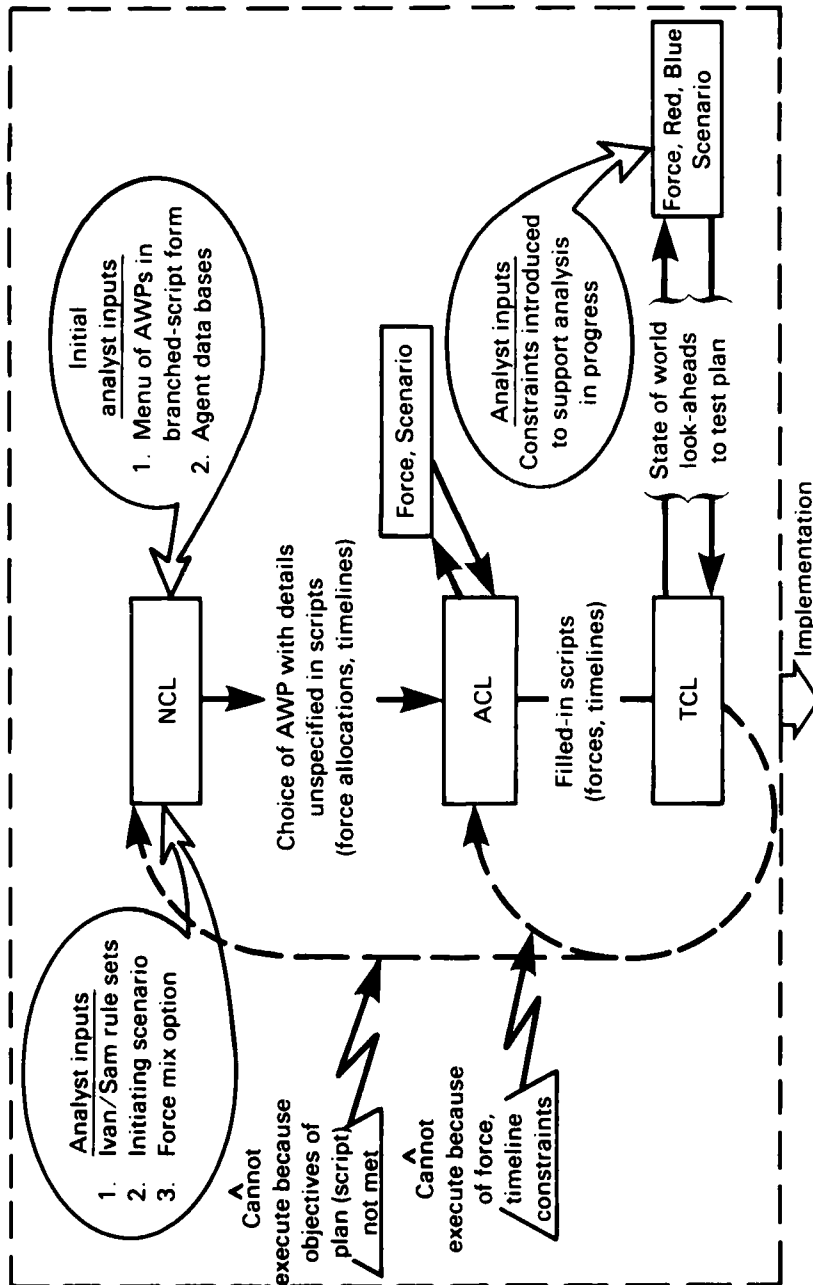 Analyst inputs
1. Ivan/Sam rule sets
2. Initiating scenario
3. Force mix option
Initial
analyst inputs
1. Menu of AWPs in
branched-script form
2. Agent data bases
NCL
Cannot
execute because
objectives of
plan (script)
not met
Choice of AWP with details
unspecified in scripts
(force allocations, timelines)
Force, Scenario
Cannot
execute because
of force,
timeline
constraints
ACL
Analyst inputs
Constraints introduced
to support analysis
in progress
Filled-in scripts
(forces, timelines)
TCL
State of world
look-aheads
to test plan
Force, Red, Blue
Scenario
Implementation